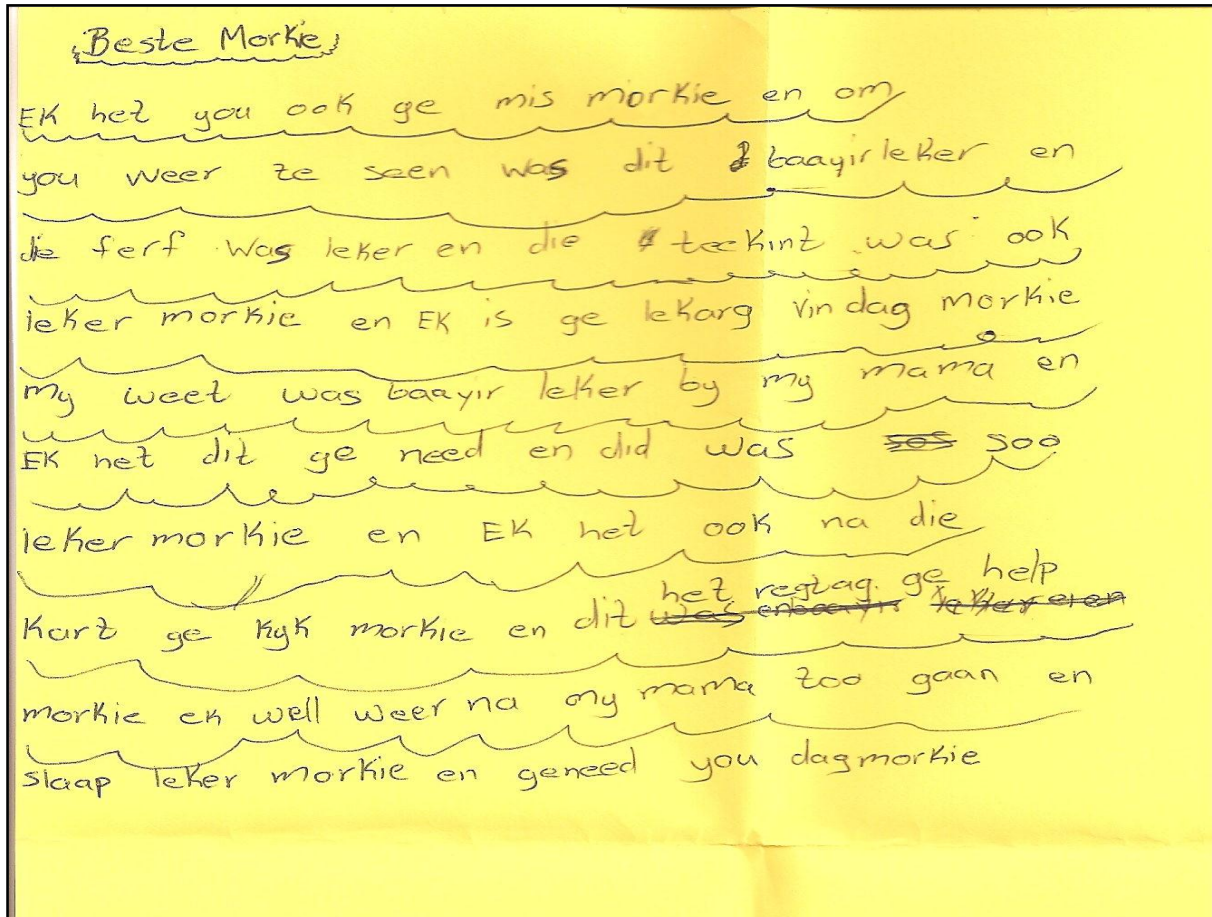 Beste Morkie
EK het you ook ge mis morkie en om
you weer te seen was dit baayir leker en
die ferf was leker en die teekint was ook
leker morkie en EK is ge lekarg vin dag morkie
my weet was baayir leker by my mama en
EK het dit ge need en did was sos soo
leker morkie en EK het ook na die
het regtag ge help
Kart ge kyk morkie en dit was enbaayir
morkie ek well weer na my mama too gaan en
slaap leker morkie en geneed you dagmorkie